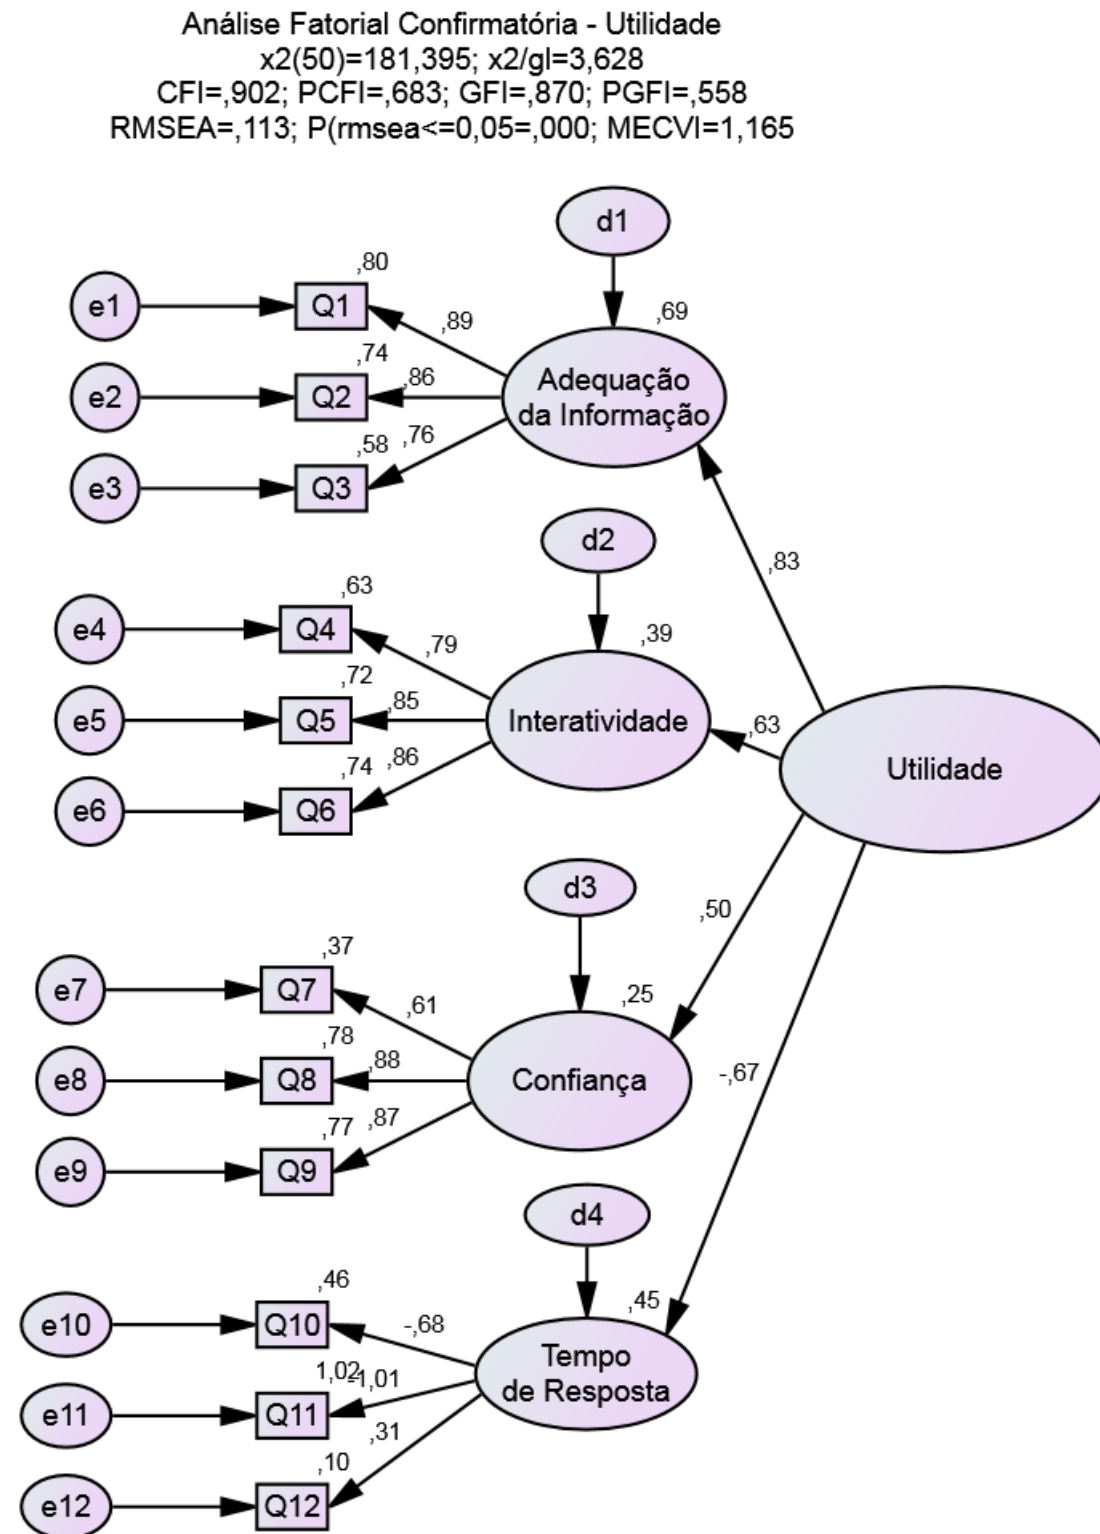 Análise Fatorial Confirmatória - Utilidade
x2(50)=181,395; x2/gl=3,628
CFI=,902; PCFI=,683; GFI=,870; PGFI=,558
RMSEA=,113; P(rmsea<=0,05=,000; MECVI=1,165
d1
,80
e1
Q1
,89
,69
,74
e2
Q2
,86
Adequação
da Informação
,58
,76
e3
Q3
d2
,83
,63
e4
Q4
,79
,39
,72
e5
Q5
,85
Interatividade
,63
,74
,86
e6
Q6
Utilidade
d3
,50
,37
e7
Q7
,61
,25
,78
e8
Q8
,88
Confiança
-,67
,77
,87
e9
Q9
d4
,46
e10
Q10
-,68
,45
Tempo
de Resposta
1,02
-1,01
e11
Q11
,31
,10
e12
Q12